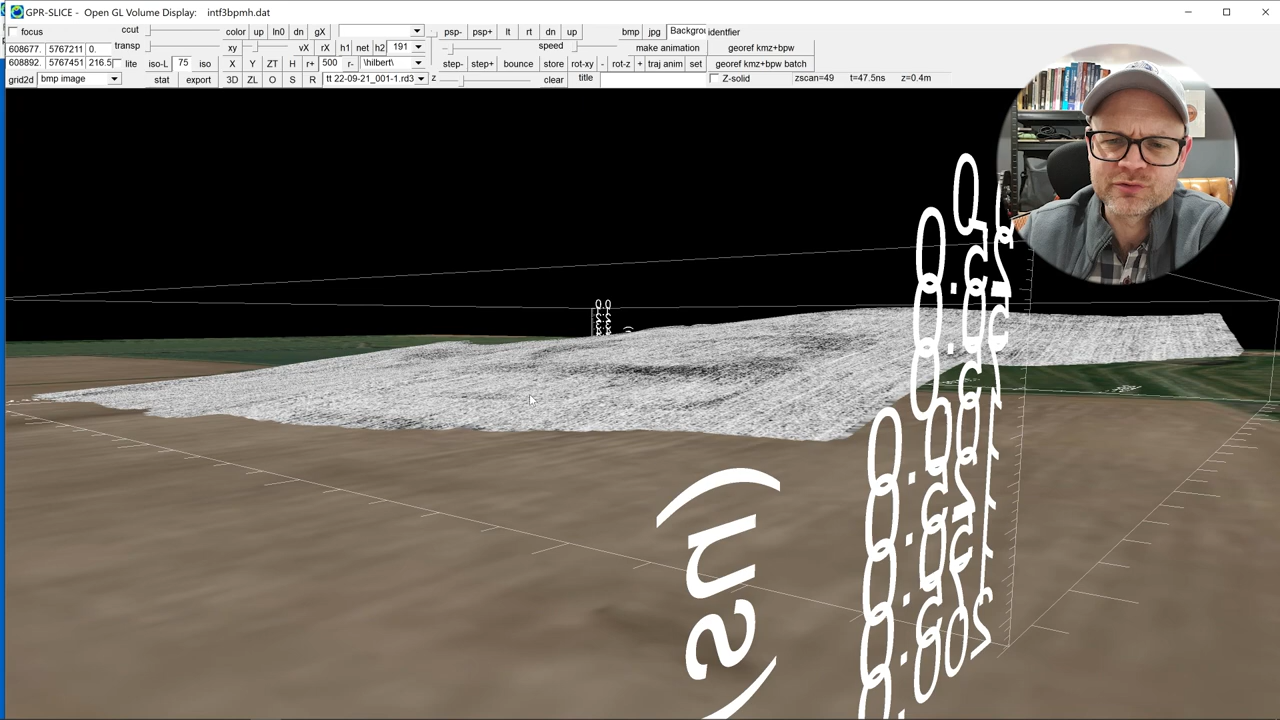 GPR-SLICE - Open GL Volume Display: intf3bpmh.dat
focus ccut color up ln0 dn gX psp- psp+ lt rt dn up bmp jpg Backgrou identifier
608677. 5767211 0. transp xy vX rX h1 net h2 191 speed make animation georef kmz+bpw
608892. 5767451 216.5 lite iso-L 75 iso X Y ZT H r+ 500 r- \hilbert\ step- step+ bounce store rot-xy - rot-z + traj anim set georef kmz+bpw batch
grid2d bmp image stat export 3D ZL O S R tt 22-09-21_001-1.rd3 z clear title Z-solid zscan=49 t=47.5ns z=0.4m
(ns)